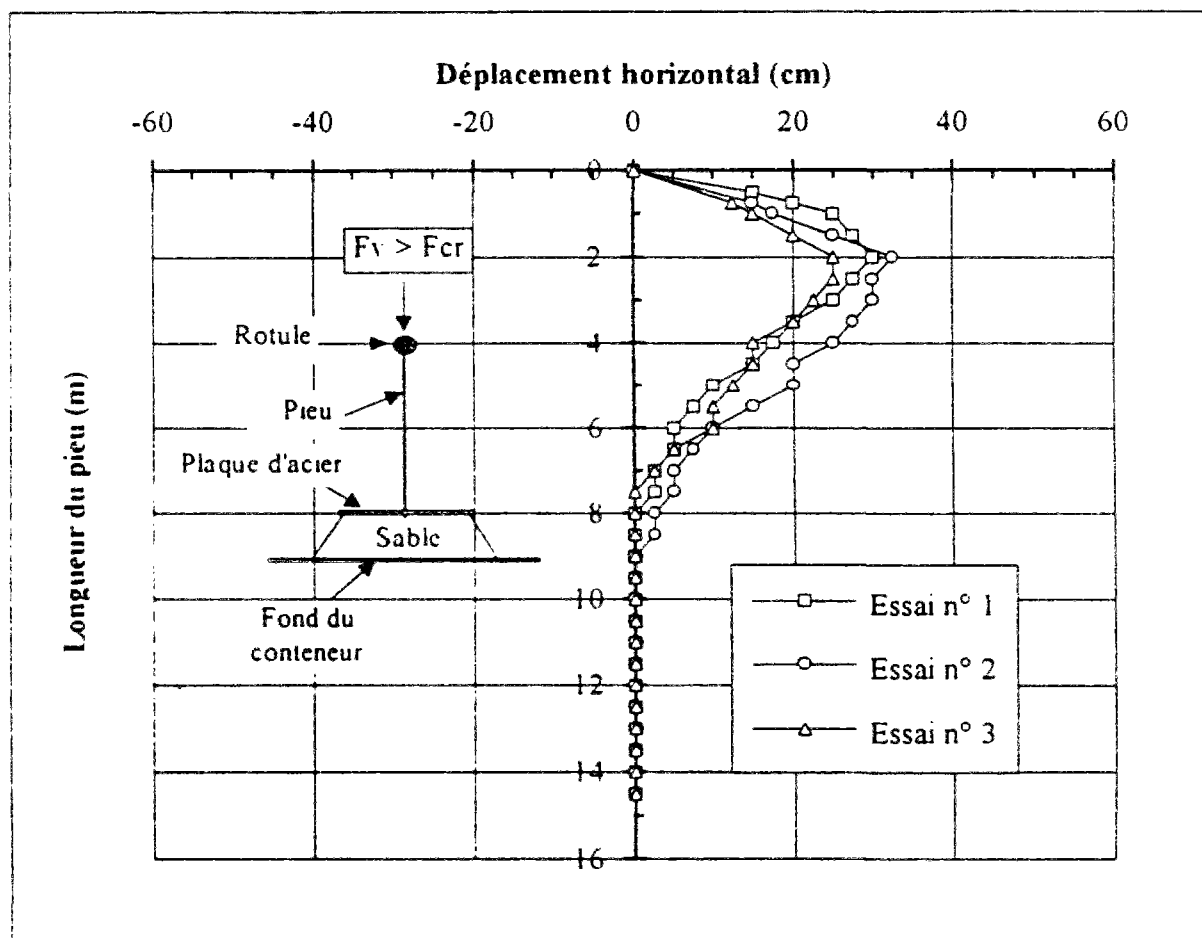 Déplacement horizontal (cm)
-60 -40 -20 0 20 40 60
0
Fv > Fcr
2
Rotule
4
Pieu
6
Plaque d'acier
8
Sable
10
Fond du
conteneur
12
14
16
Longueur du pieu (m)
Essai n° 1
Essai n° 2
Essai n° 3